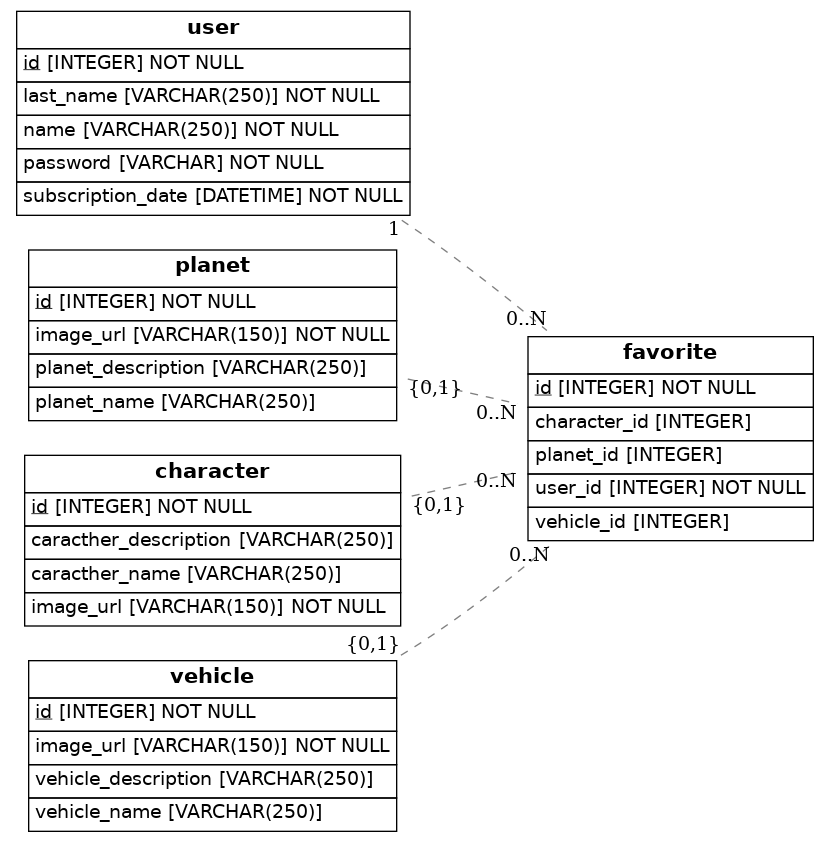 user
id [INTEGER] NOT NULL
last_name [VARCHAR(250)] NOT NULL
name [VARCHAR(250)] NOT NULL
password [VARCHAR] NOT NULL
subscription_date [DATETIME] NOT NULL
1
0..N
planet
id [INTEGER] NOT NULL
image_url [VARCHAR(150)] NOT NULL
planet_description [VARCHAR(250)]
planet_name [VARCHAR(250)]
{0,1}
0..N
character
id [INTEGER] NOT NULL
caracther_description [VARCHAR(250)]
caracther_name [VARCHAR(250)]
image_url [VARCHAR(150)] NOT NULL
{0,1}
0..N
vehicle
id [INTEGER] NOT NULL
image_url [VARCHAR(150)] NOT NULL
vehicle_description [VARCHAR(250)]
vehicle_name [VARCHAR(250)]
{0,1}
0..N
favorite
id [INTEGER] NOT NULL
character_id [INTEGER]
planet_id [INTEGER]
user_id [INTEGER] NOT NULL
vehicle_id [INTEGER]